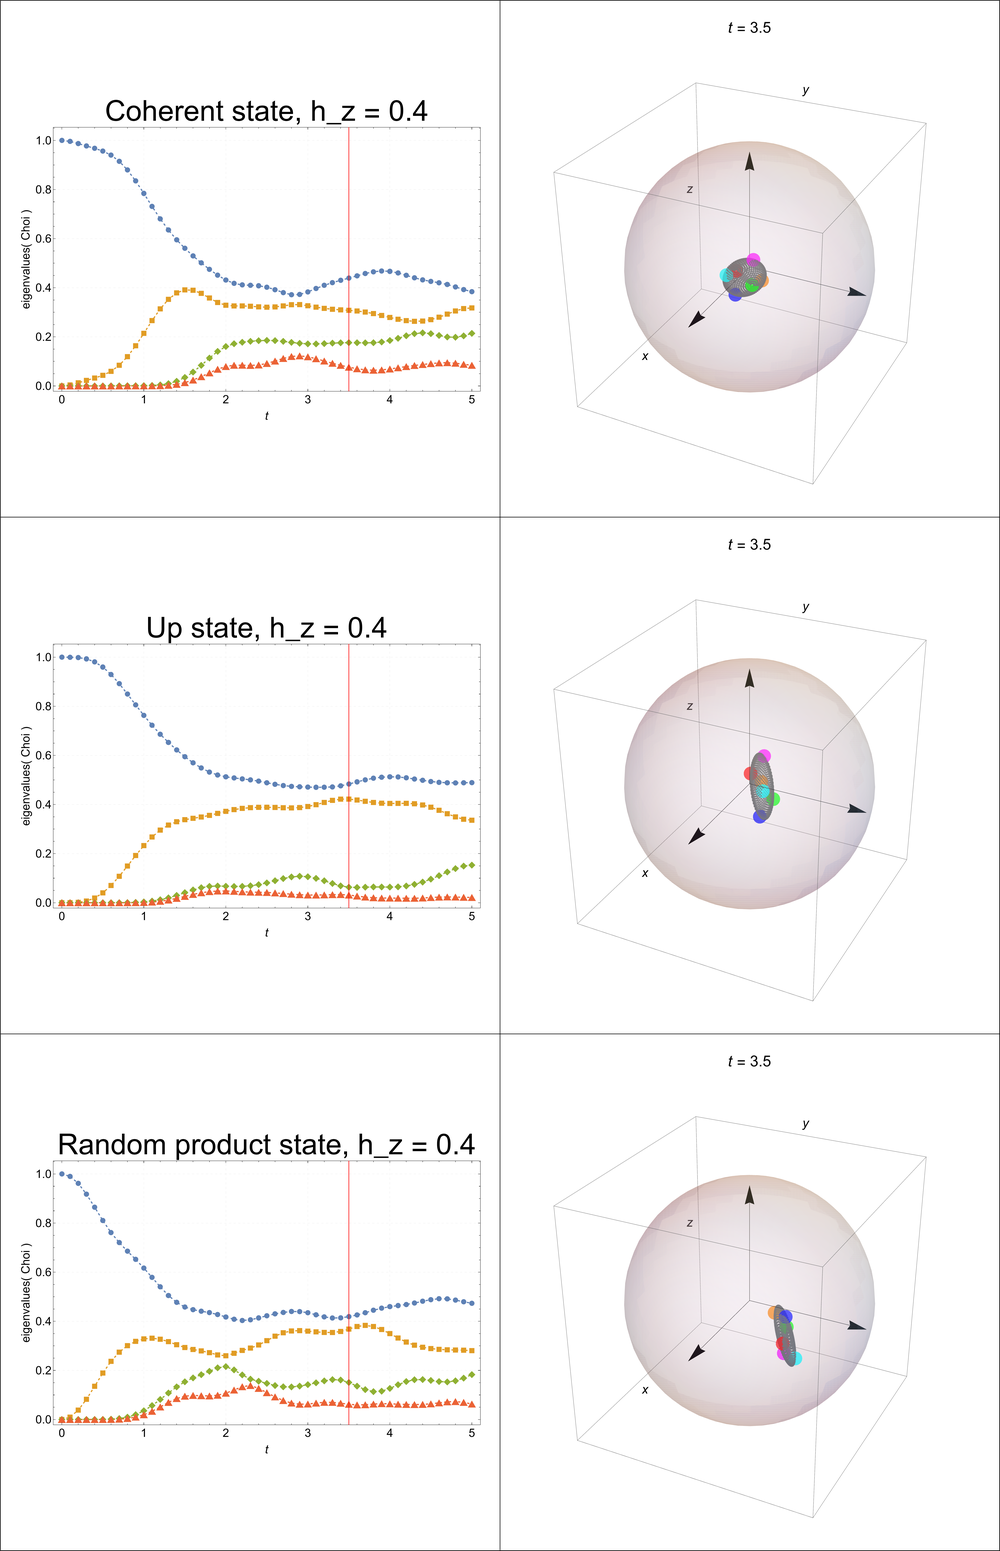 Coherent state, h_z = 0.4
eigenvalues( Choi )
1.0
0.8
0.6
0.4
0.2
0.0
0 1 2 3 4 5
t
t = 3.5
y
z
x
Up state, h_z = 0.4
eigenvalues( Choi )
1.0
0.8
0.6
0.4
0.2
0.0
0 1 2 3 4 5
t
t = 3.5
y
z
x
Random product state, h_z = 0.4
eigenvalues( Choi )
1.0
0.8
0.6
0.4
0.2
0.0
0 1 2 3 4 5
t
t = 3.5
y
z
x